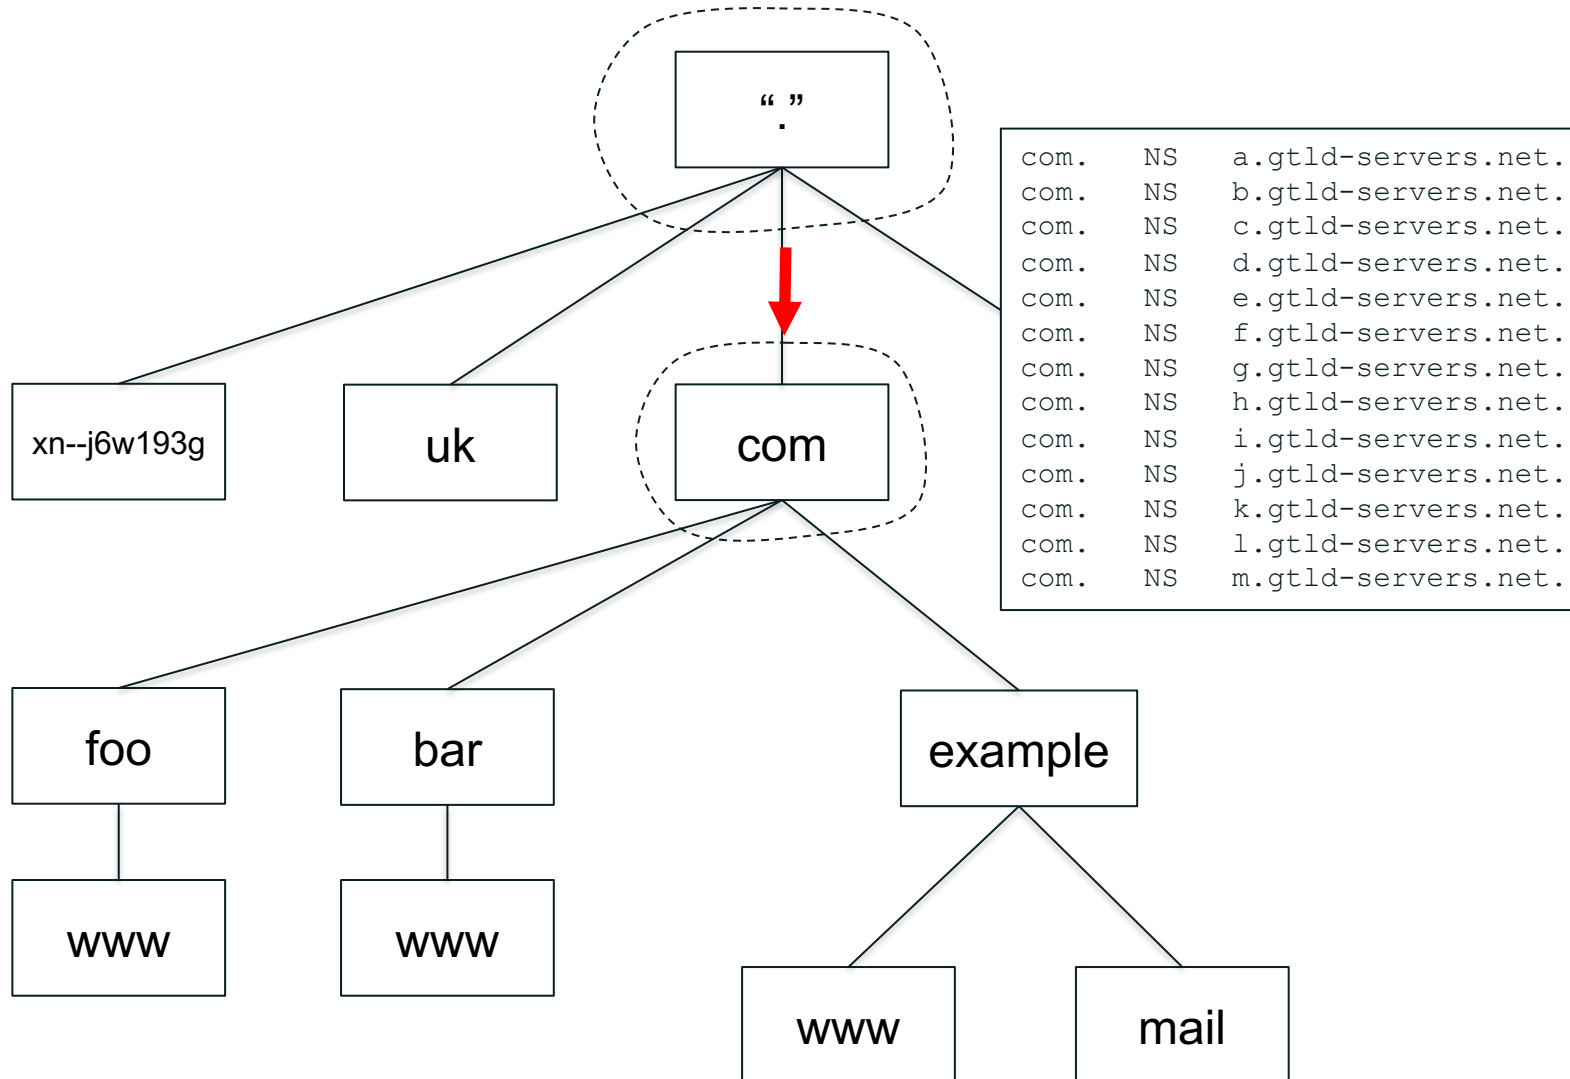 “.”
com. NS a.gtld-servers.net.
com. NS b.gtld-servers.net.
com. NS c.gtld-servers.net.
com. NS d.gtld-servers.net.
com. NS e.gtld-servers.net.
com. NS f.gtld-servers.net.
com. NS g.gtld-servers.net.
com. NS h.gtld-servers.net.
com. NS i.gtld-servers.net.
com. NS j.gtld-servers.net.
com. NS k.gtld-servers.net.
com. NS l.gtld-servers.net.
com. NS m.gtld-servers.net.
xn--j6w193g
uk
com
foo
bar
example
www
www
www
mail